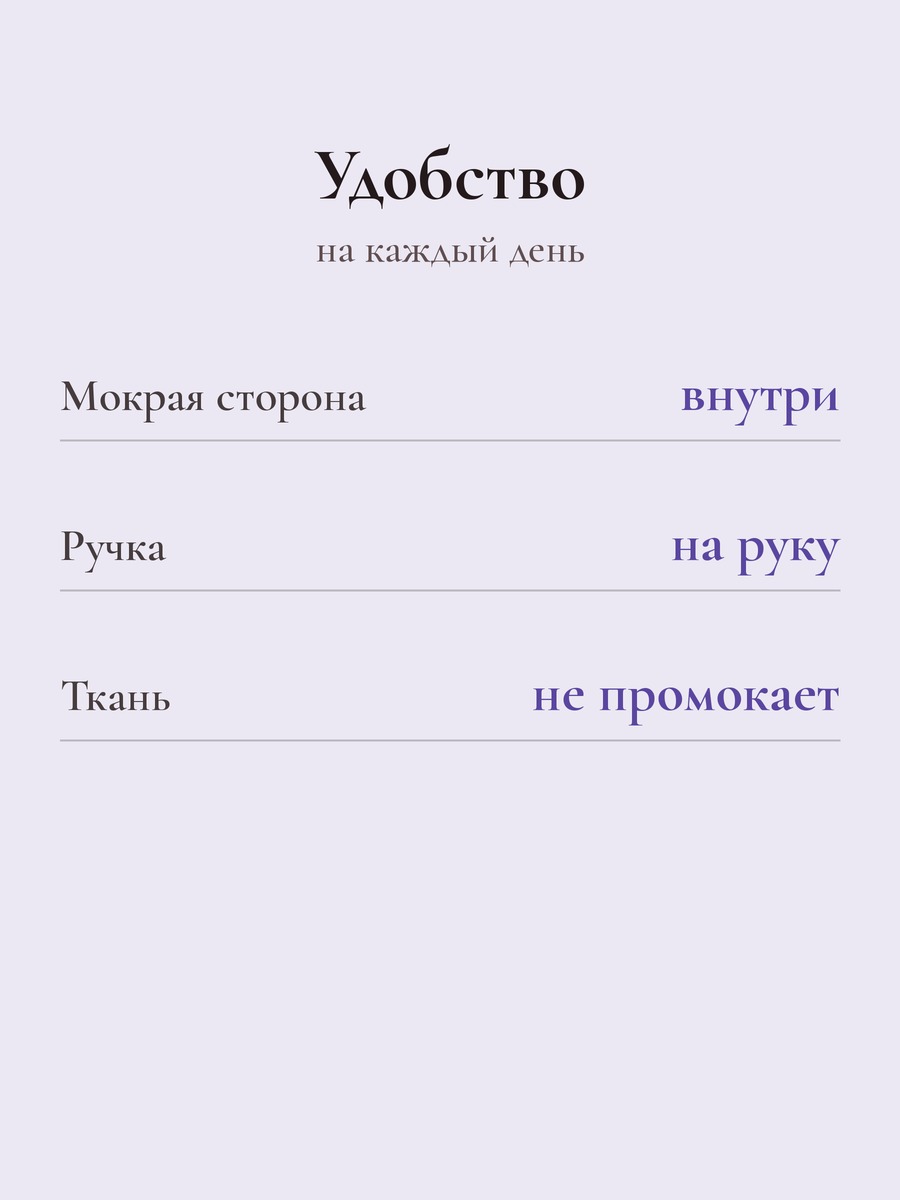 Удобство
на каждый день
Мокрая сторона внутри
Ручка на руку
Ткань не промокает